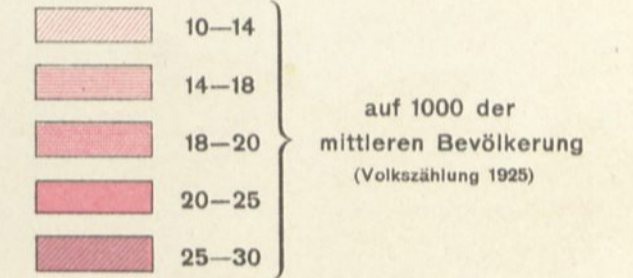 10—14
14—18
18—20
20—25
25—30
auf 1000 der
mittleren Bevölkerung
(Volkszählung 1925)